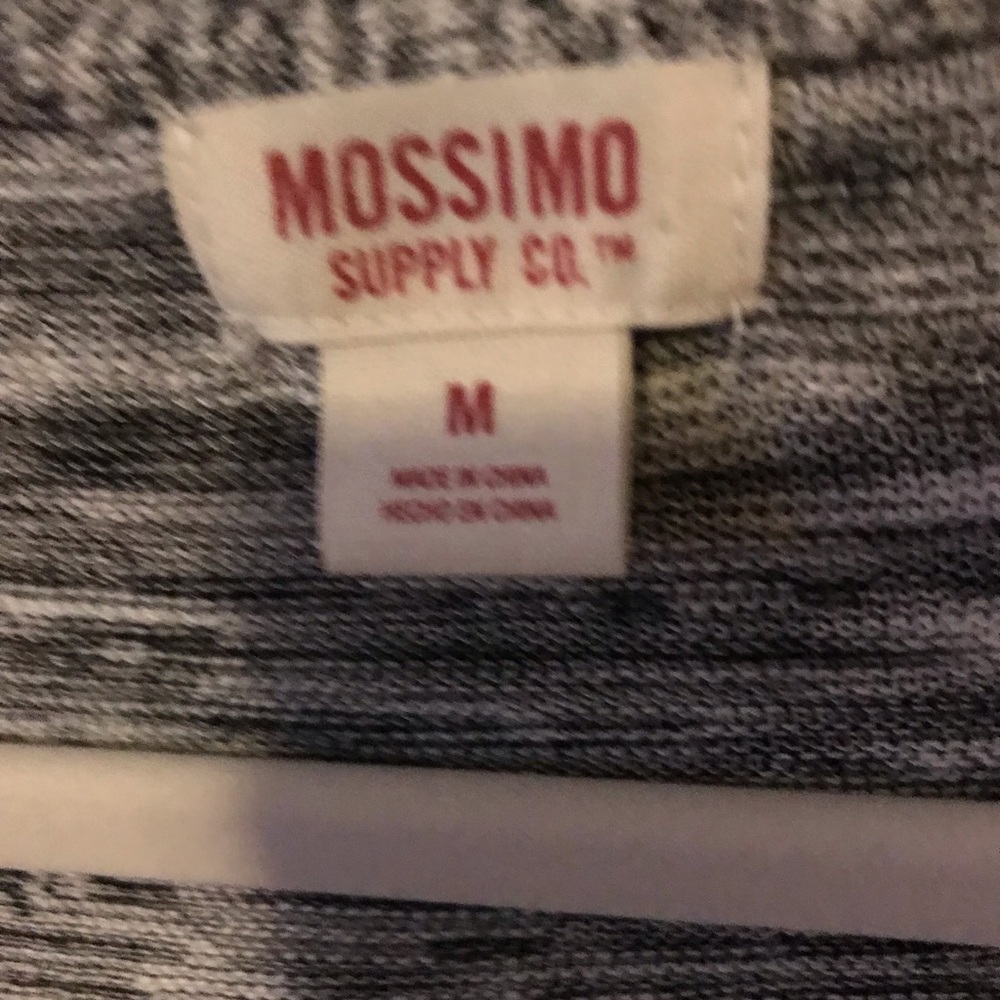 MOSSIMO
SUPPLY CO.™
M
MADE IN CHINA
HECHO EN CHINA